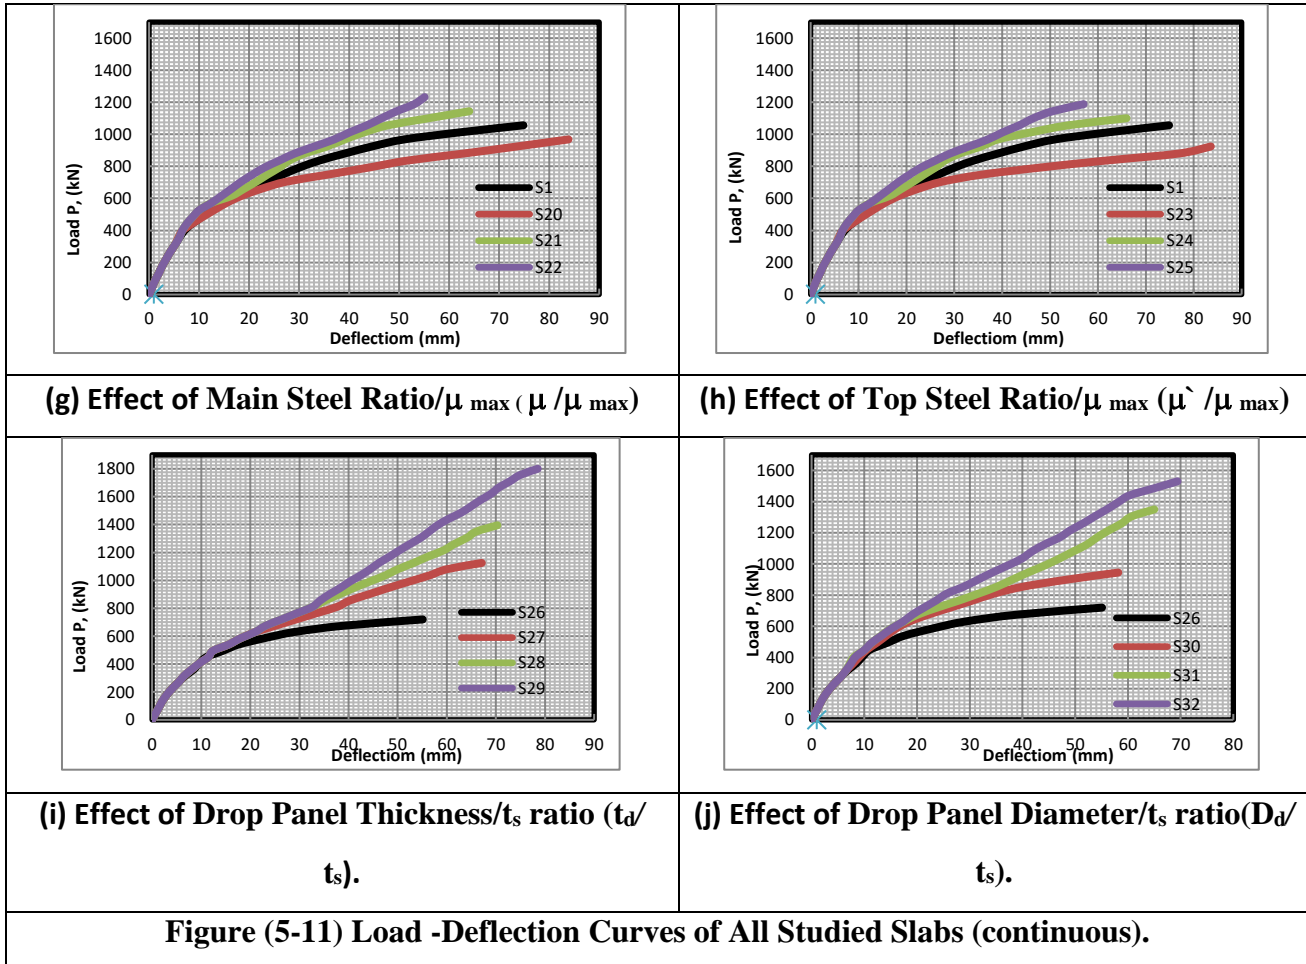 1600
1400
1200
1000
800
600
400
200
0
Load P, (kN)
S1
S20
S21
S22
0 10 20 30 40 50 60 70 80 90
Deflectiom (mm)
1600
1400
1200
1000
800
600
400
200
0
Load P, (kN)
S1
S23
S24
S25
0 10 20 30 40 50 60 70 80 90
Deflectiom (mm)
(g) Effect of Main Steel Ratio/μ max ( μ /μ max)
(h) Effect of Top Steel Ratio/μ max (μ` /μ max)
1800
1600
1400
1200
1000
800
600
400
200
0
Load P, (kN)
S26
S27
S28
S29
0 10 20 30 40 50 60 70 80 90
Deflectiom (mm)
1600
1400
1200
1000
800
600
400
200
0
Load P, (kN)
S26
S30
S31
S32
0 10 20 30 40 50 60 70 80
Deflectiom (mm)
(i) Effect of Drop Panel Thickness/ts ratio (td/
ts).
(j) Effect of Drop Panel Diameter/ts ratio(Dd/
ts).
Figure (5-11) Load -Deflection Curves of All Studied Slabs (continuous).